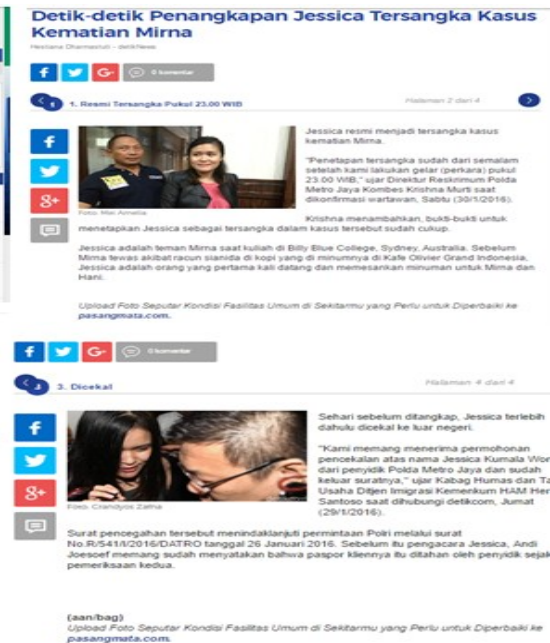 Detik-detik Penangkapan Jessica Tersangka Kasus
Kematian Mirna
Hestiana Dharmastuti - detikNews
0 komentar
1. Resmi Tersangka Pukul 23.00 WIB
Halaman 2 dari 4
Jessica resmi menjadi tersangka kasus
kematian Mirna.
"Penetapan tersangka sudah dari semalam
setelah kami lakukan gelar (perkara) pukul
23.00 WIB," ujar Direktur Reskrimum Polda
Metro Jaya Kombes Krishna Murti saat
dikonfirmasi wartawan, Sabtu (30/1/2016).
Foto: Mei Amelia
Krishna menambahkan, bukti-bukti untuk
menetapkan Jessica sebagai tersangka dalam kasus tersebut sudah cukup.
Jessica adalah teman Mirna saat kuliah di Billy Blue College, Sydney, Australia. Sebelum
Mirna tewas akibat racun sianida di kopi yang di minumnya di Kafe Olivier Grand Indonesia,
Jessica adalah orang yang pertama kali datang dan memesankan minuman untuk Mirna dan
Hani.
Upload Foto Seputar Kondisi Fasilitas Umum di Sekitarmu yang Perlu untuk Diperbaiki ke
pasangmata.com.
0 komentar
3. Dicekal
Halaman 4 dari 4
Sehari sebelum ditangkap, Jessica terlebih
dahulu dicekal ke luar negeri.
"Kami memang menerima permohonan
pencekalan atas nama Jessica Kumala Won
dari penyidik Polda Metro Jaya dan sudah
keluar suratnya," ujar Kabag Humas dan Ta
Usaha Ditjen Imigrasi Kemenkum HAM Her
Santoso saat dihubungi detikcom, Jumat
(29/1/2016).
Foto: Grandyos Zafna
Surat pencegahan tersebut menindaklanjuti permintaan Polri melalui surat
No.R/541/I/2016/DATRO tanggal 26 Januari 2016. Sebelum itu pengacara Jessica, Andi
Joesoef memang sudah menyatakan bahwa paspor kliennya itu ditahan oleh penyidik sejak
pemeriksaan kedua.
(aan/bag)
Upload Foto Seputar Kondisi Fasilitas Umum di Sekitarmu yang Perlu untuk Diperbaiki ke
pasangmata.com.